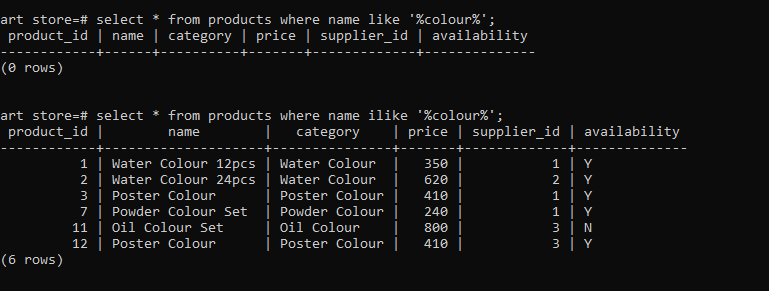 art store=# select * from products where name like '%colour%';
 product_id | name | category | price | supplier_id | availability
------------+------+----------+-------+-------------+--------------
(0 rows)
art store=# select * from products where name ilike '%colour%';
 product_id |        name        |   category    | price | supplier_id | availability
------------+--------------------+---------------+-------+-------------+--------------
          1 | Water Colour 12pcs | Water Colour  |   350 |           1 | Y
          2 | Water Colour 24pcs | Water Colour  |   620 |           2 | Y
          3 | Poster Colour      | Poster Colour |   410 |           1 | Y
          7 | Powder Colour Set  | Powder Colour |   240 |           1 | Y
         11 | Oil Colour Set     | Oil Colour    |   800 |           3 | N
         12 | Poster Colour      | Poster Colour |   410 |           3 | Y
(6 rows)